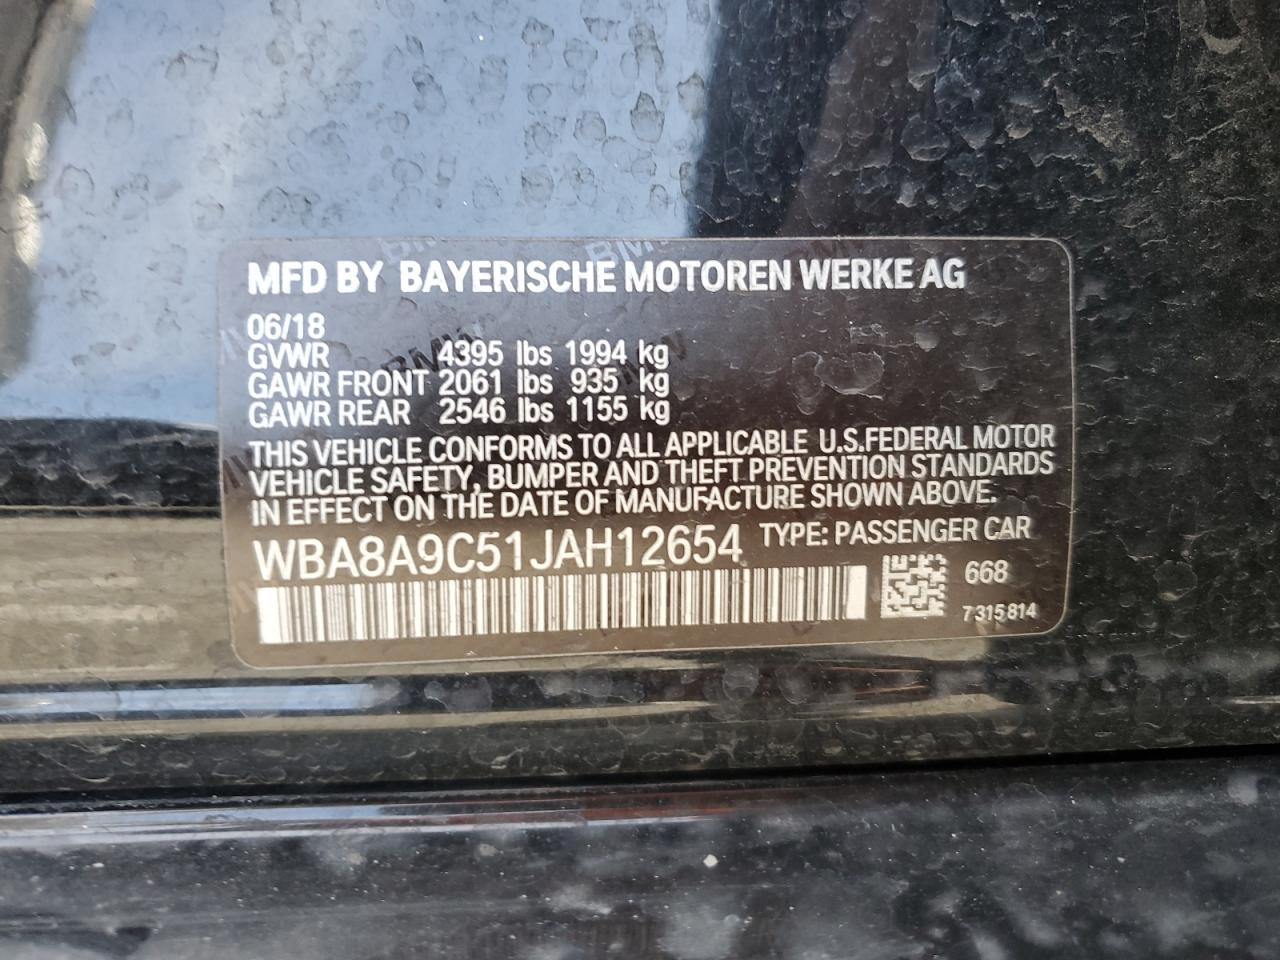 MFD BY BAYERISCHE MOTOREN WERKE AG
06/18
GVWR 4395 lbs 1994 kg
GAWR FRONT 2061 lbs 935 kg
GAWR REAR 2546 lbs 1155 kg
THIS VEHICLE CONFORMS TO ALL APPLICABLE U.S.FEDERAL MOTOR
VEHICLE SAFETY, BUMPER AND THEFT PREVENTION STANDARDS
IN EFFECT ON THE DATE OF MANUFACTURE SHOWN ABOVE.
WBA8A9C51JAH12654 TYPE: PASSENGER CAR
668
7315814